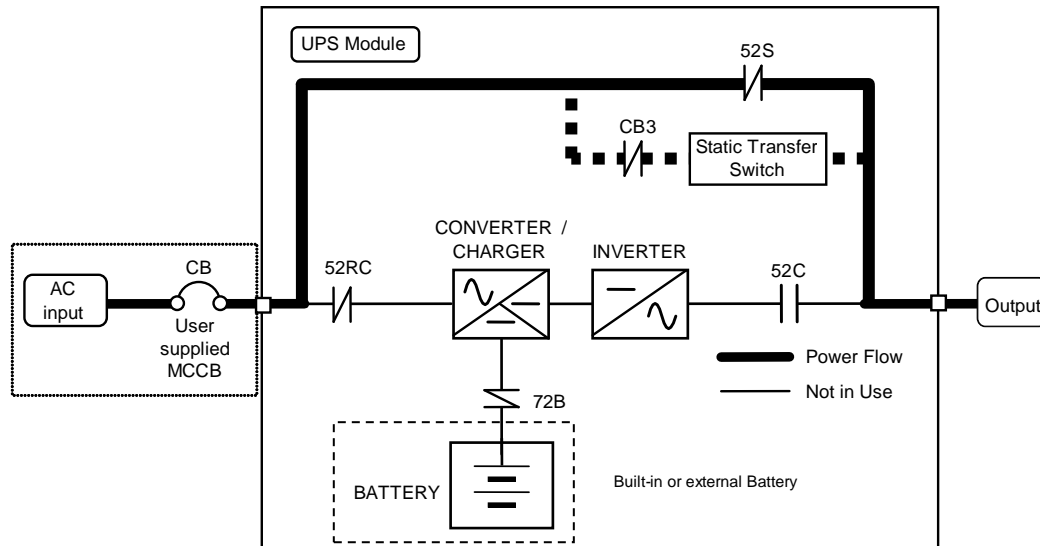 UPS Module
52S
CB3
Static Transfer
Switch
CONVERTER /
CHARGER
INVERTER
52RC
52C
CB
AC
input
User
supplied
MCCB
Output
Power Flow
Not in Use
72B
BATTERY
Built-in or external Battery